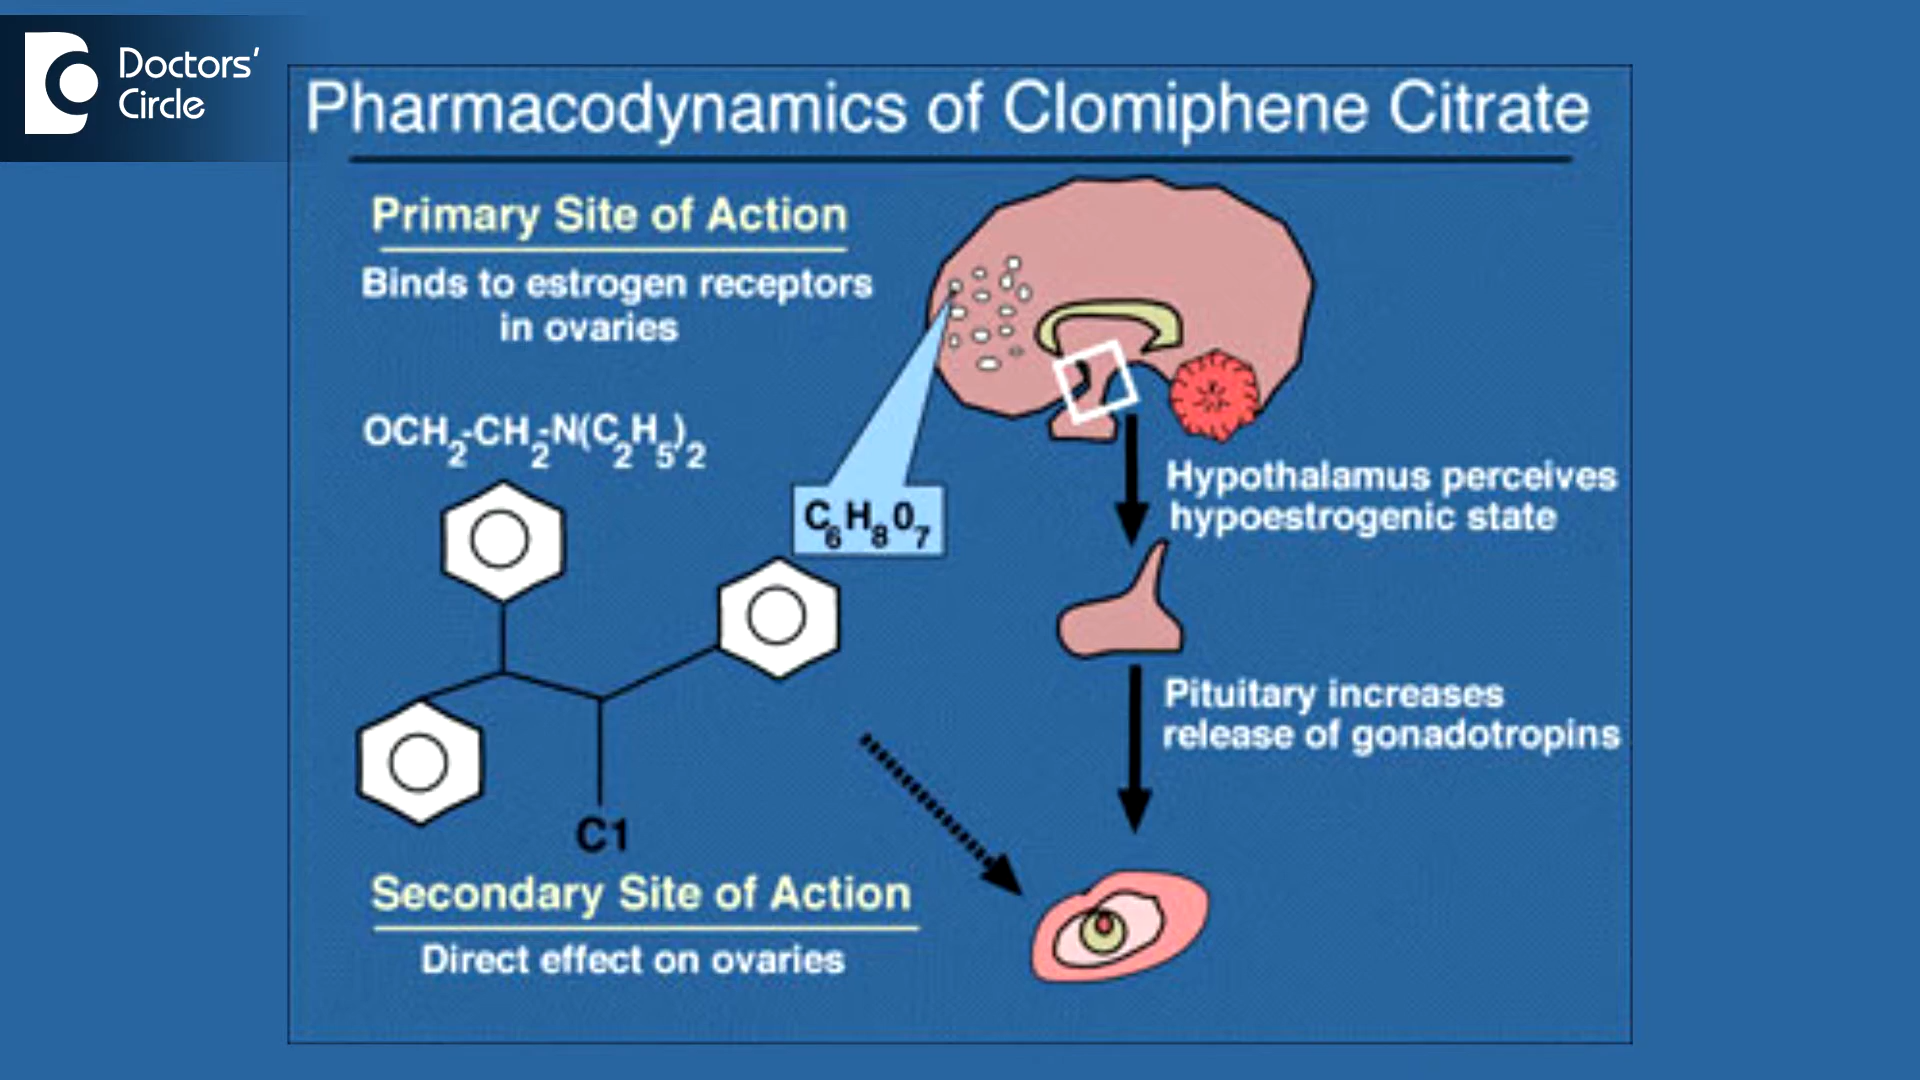 Doctors'
Circle
Pharmacodynamics of Clomiphene Citrate
Primary Site of Action
Binds to estrogen receptors
in ovaries
OCH2-CH2-N(C2H5)2
C6H807
Hypothalamus perceives
hypoestrogenic state
Pituitary increases
release of gonadotropins
C1
Secondary Site of Action
Direct effect on ovaries